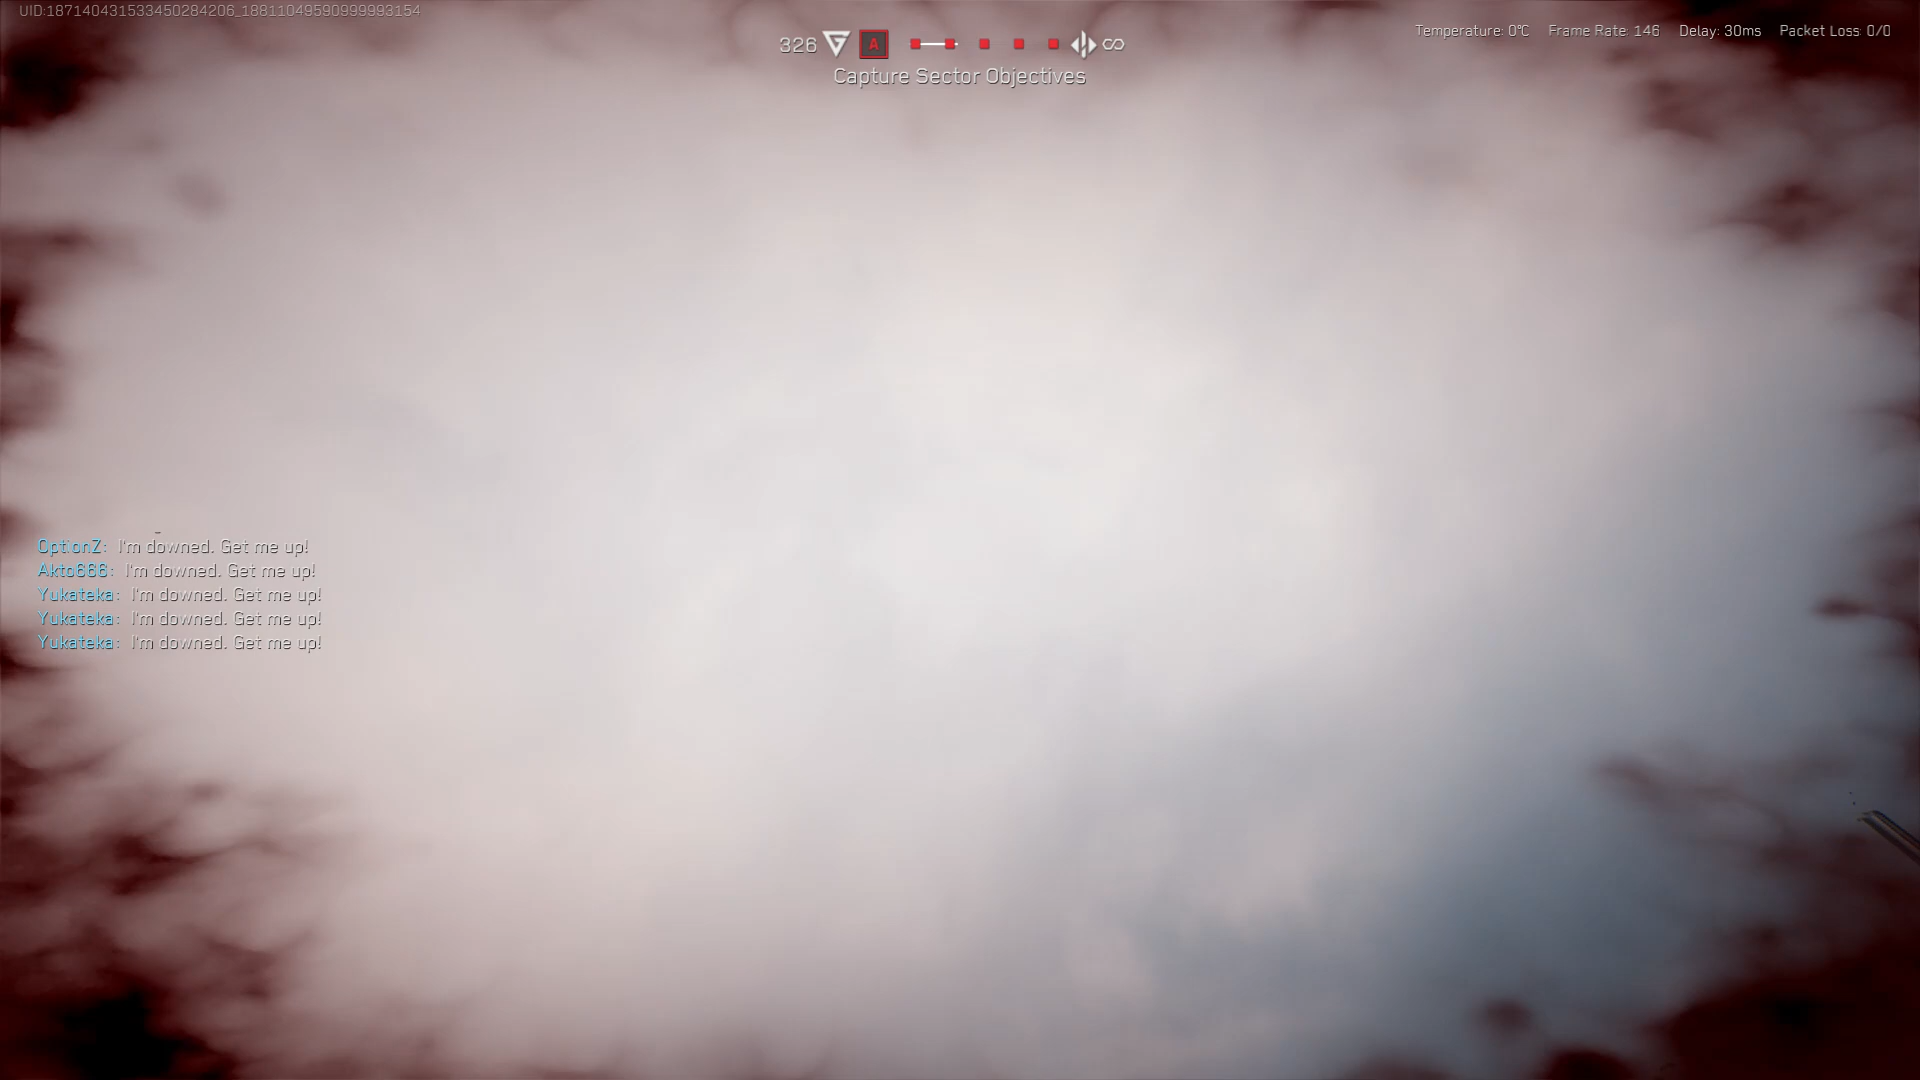 UID:187140431533450284206_18811049590999993154
326 A ∞
Capture Sector Objectives
Temperature: 0℃ Frame Rate: 146 Delay: 30ms Packet Loss: 0/0
OptionZ: I'm downed. Get me up!
Akto666: I'm downed. Get me up!
Yukateka: I'm downed. Get me up!
Yukateka: I'm downed. Get me up!
Yukateka: I'm downed. Get me up!